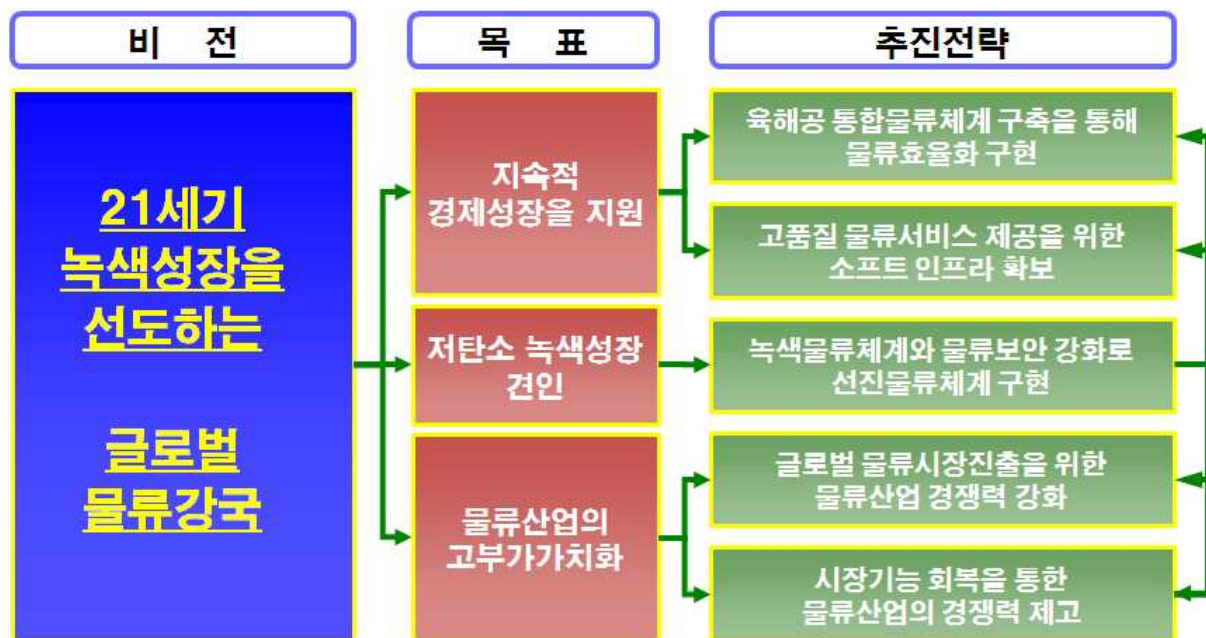 비 전
목 표
추진전략
21세기
녹색성장을
선도하는
글로벌
물류강국
지속적
경제성장을 지원
저탄소 녹색성장
견인
물류산업의
고부가가치화
육해공 통합물류체계 구축을 통해
물류효율화 구현
고품질 물류서비스 제공을 위한
소프트 인프라 확보
녹색물류체계와 물류보안 강화로
선진물류체계 구현
글로벌 물류시장진출을 위한
물류산업 경쟁력 강화
시장기능 회복을 통한
물류산업의 경쟁력 제고